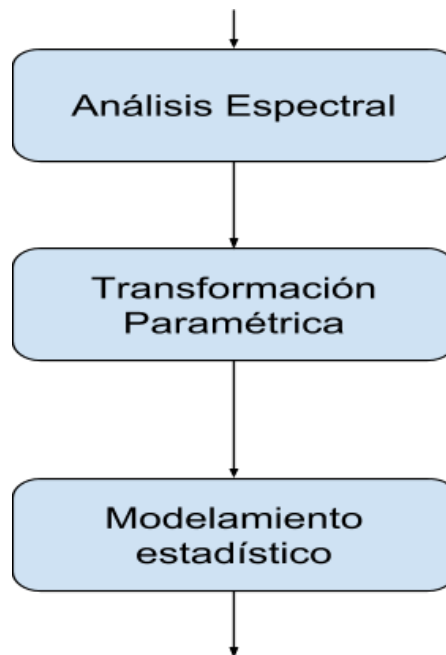 Análisis Espectral
Transformación
Paramétrica
Modelamiento
estadístico